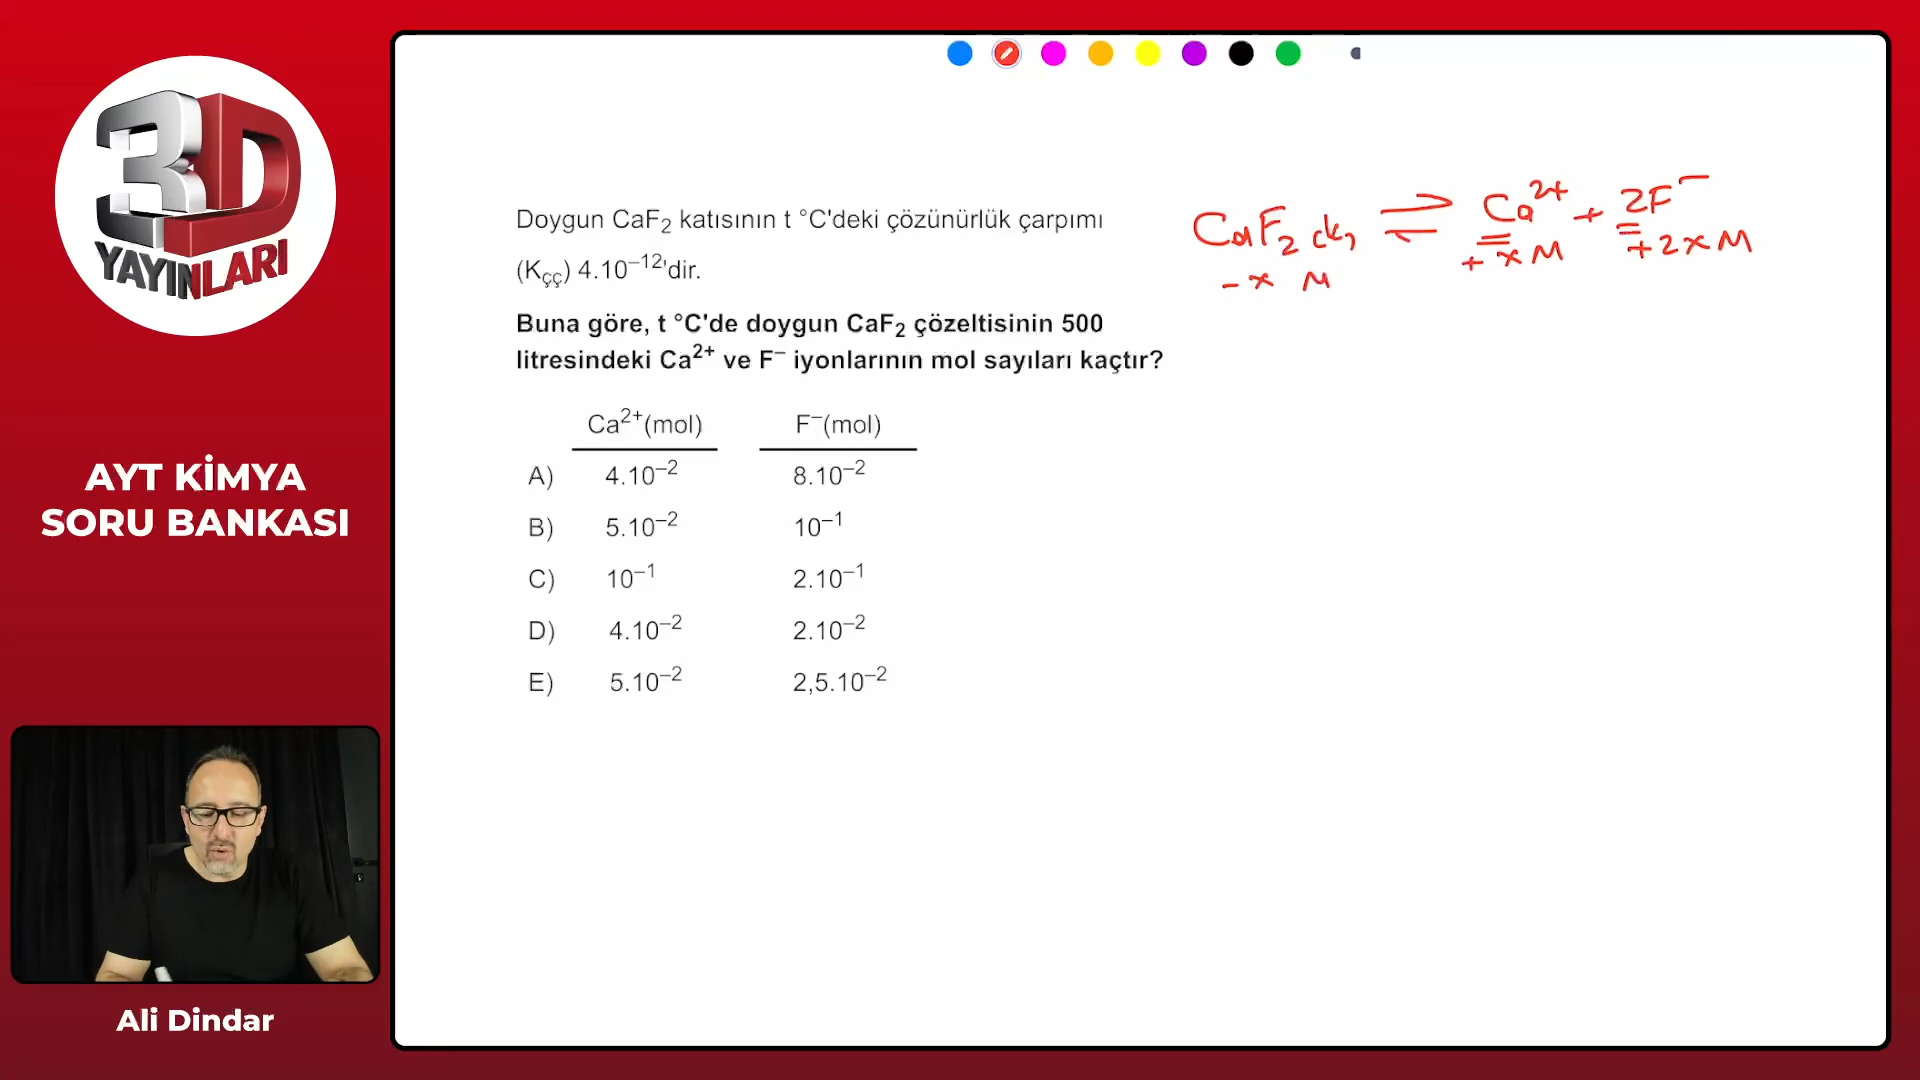 3D
YAYINLARI
AYT KİMYA
SORU BANKASI
Ali Dindar
Doygun CaF₂ katısının t °C'deki çözünürlük çarpımı
(Kçç) 4.10⁻¹²'dir.
Buna göre, t °C'de doygun CaF₂ çözeltisinin 500
litresindeki Ca²⁺ ve F⁻ iyonlarının mol sayıları kaçtır?
Ca²⁺(mol) F⁻(mol)
A) 4.10⁻² 8.10⁻²
B) 5.10⁻² 10⁻¹
C) 10⁻¹ 2.10⁻¹
D) 4.10⁻² 2.10⁻²
E) 5.10⁻² 2,5.10⁻²
CaF₂ (k) ⇌ Ca²⁺ + 2F⁻
-x M +x M +2x M